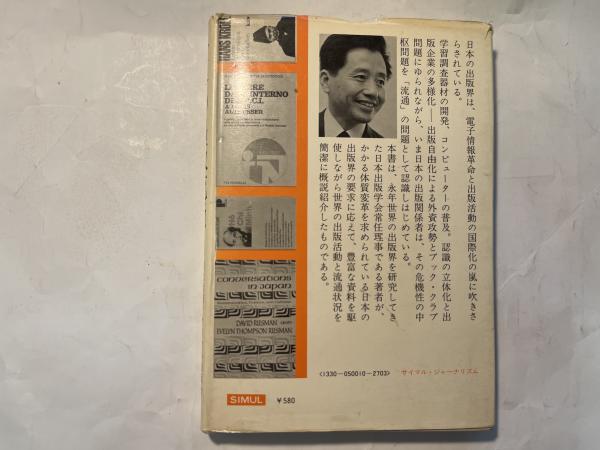 日本の出版界は、電子情報革命と出版活動の国際化の嵐に吹きさ
らされている。
学習調査器材の開発、コンピューターの普及。認識の立体化と出
版企業の多様化──出版自由化による外資攻勢とブック・クラブ
問題にゆられながら、いま日本の出版関係者は、その危機性の中
枢問題を「流通」の問題として認識しはじめている。
本書は、永年世界の出版界を研究してき
た日本出版学会常任理事である著者が、
かかる体質変革を求められている日本の
出版界の要求に応えて、豊富な資料を駆
使しながら世界の出版活動と流通状況を
簡潔に概説紹介したものである。
<1330-050010-2703>
サイマル・ジャーナリズム
HANS KROLL
conversations
in Japan
DAVID RIESMAN
EVELYN THOMPSON RIESMAN
SIMUL
¥580